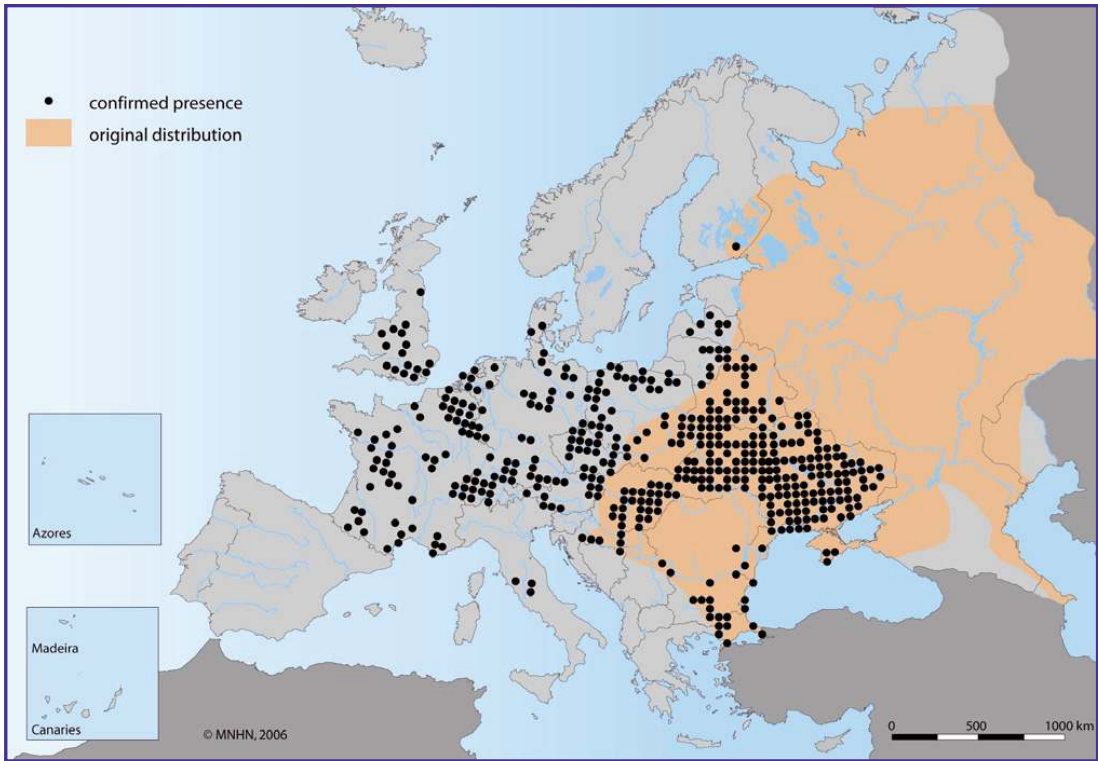 confirmed presence
original distribution
Azores
Madeira
Canaries
© MNHN, 2006
0 500 1000 km